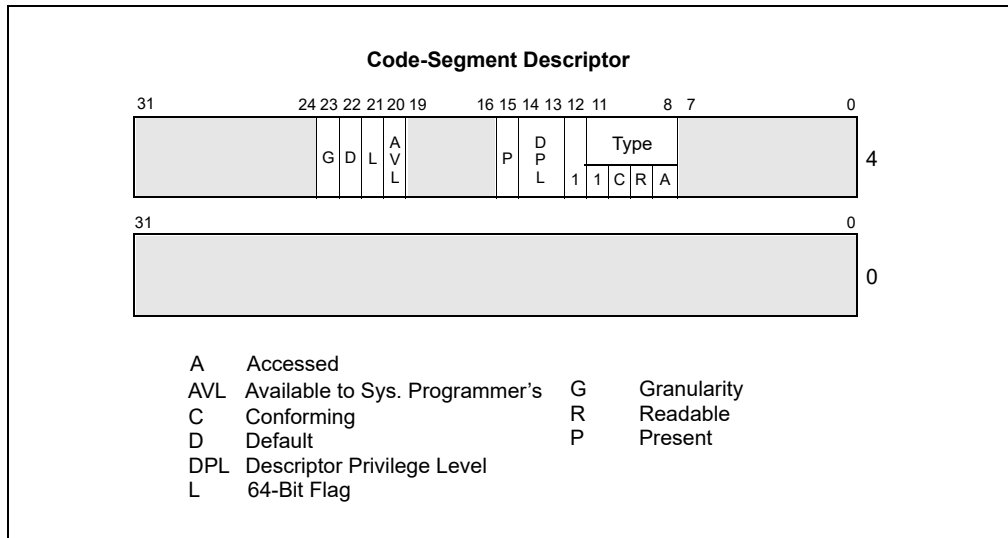 Code-Segment Descriptor
31 24 23 22 21 20 19 16 15 14 13 12 11 8 7 0
G D L AVL P DPL Type 4
1 1 C R A
31 0
0
A Accessed
AVL Available to Sys. Programmer’s G Granularity
C Conforming R Readable
D Default P Present
DPL Descriptor Privilege Level
L 64-Bit Flag